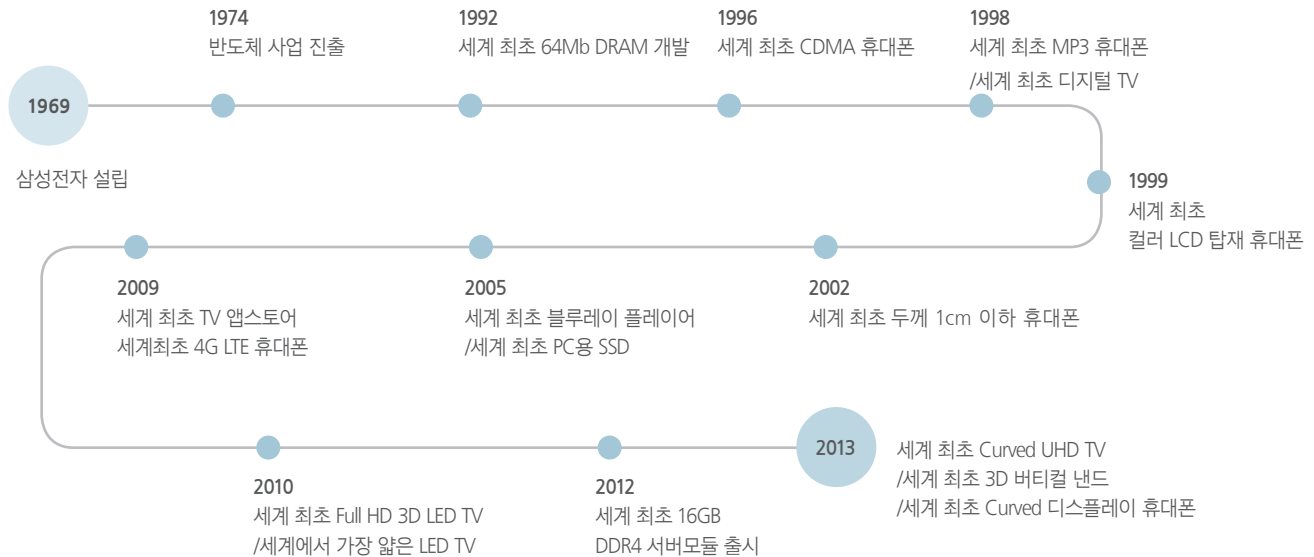 1969
삼성전자 설립
1974
반도체 사업 진출
1992
세계 최초 64Mb DRAM 개발
1996
세계 최초 CDMA 휴대폰
1998
세계 최초 MP3 휴대폰
/세계 최초 디지털 TV
1999
세계 최초
컬러 LCD 탑재 휴대폰
2002
세계 최초 두께 1cm 이하 휴대폰
2005
세계 최초 블루레이 플레이어
/세계 최초 PC용 SSD
2009
세계 최초 TV 앱스토어
세계최초 4G LTE 휴대폰
2010
세계 최초 Full HD 3D LED TV
/세계에서 가장 얇은 LED TV
2012
세계 최초 16GB
DDR4 서버모듈 출시
2013
세계 최초 Curved UHD TV
/세계 최초 3D 버티컬 낸드
/세계 최초 Curved 디스플레이 휴대폰